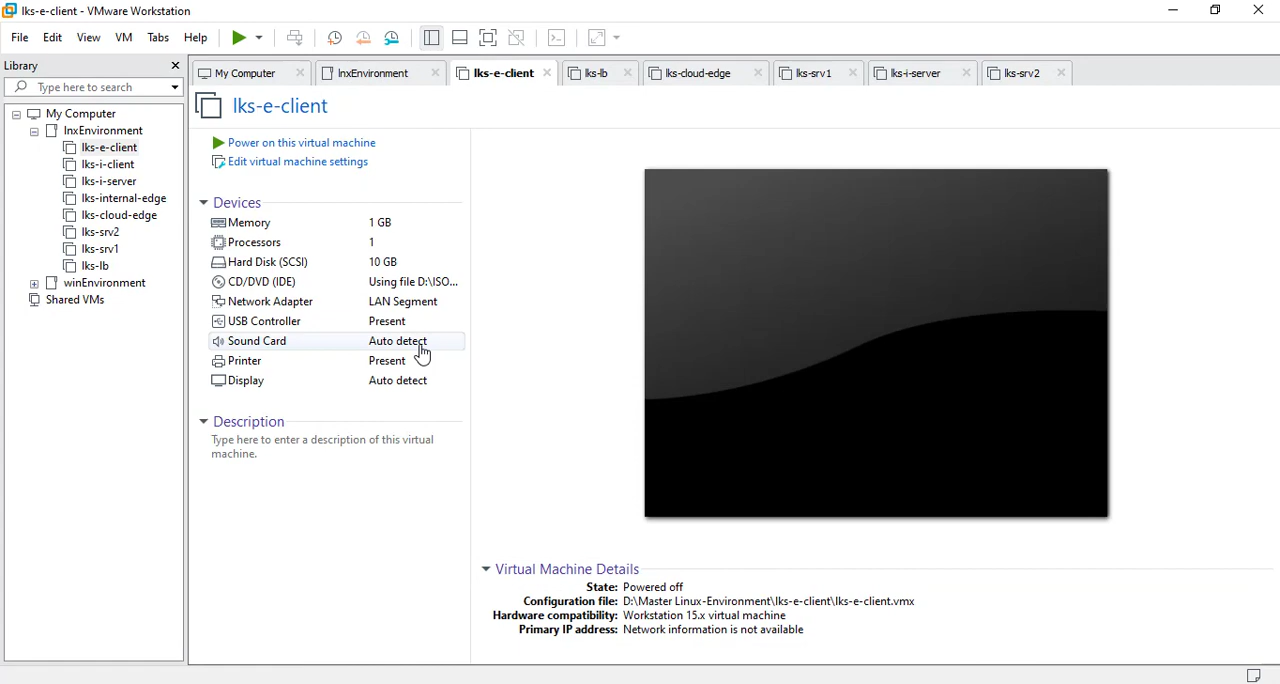 lks-e-client - VMware Workstation
File Edit View VM Tabs Help
Library
Type here to search
My Computer
lnxEnvironment
lks-e-client
lks-i-client
lks-i-server
lks-internal-edge
lks-cloud-edge
lks-srv2
lks-srv1
lks-lb
winEnvironment
Shared VMs
My Computer lnxEnvironment lks-e-client lks-lb lks-cloud-edge lks-srv1 lks-i-server lks-srv2
lks-e-client
Power on this virtual machine
Edit virtual machine settings
Devices
Memory 1 GB
Processors 1
Hard Disk (SCSI) 10 GB
CD/DVD (IDE) Using file D:\ISO...
Network Adapter LAN Segment
USB Controller Present
Sound Card Auto detect
Printer Present
Display Auto detect
Description
Type here to enter a description of this virtual
machine.
Virtual Machine Details
State: Powered off
Configuration file: D:\Master Linux-Environment\lks-e-client\lks-e-client.vmx
Hardware compatibility: Workstation 15.x virtual machine
Primary IP address: Network information is not available